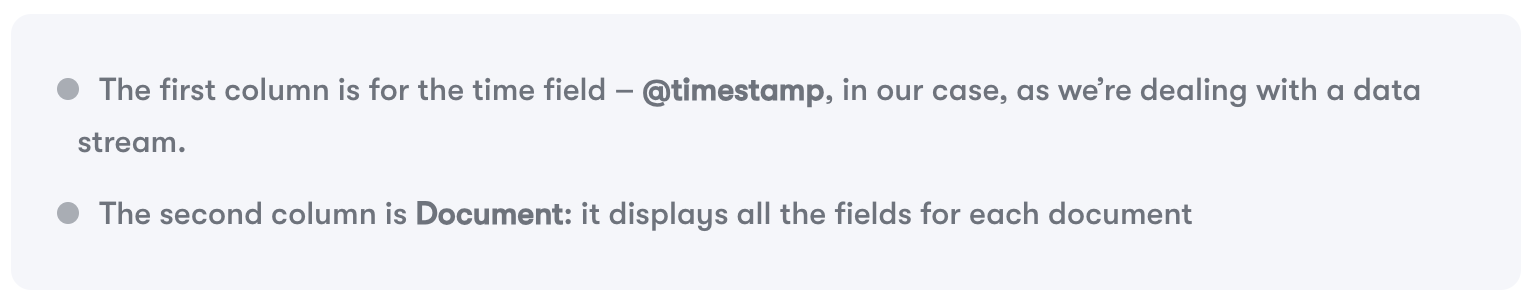 The first column is for the time field – @timestamp, in our case, as we’re dealing with a data
stream.
The second column is Document: it displays all the fields for each document